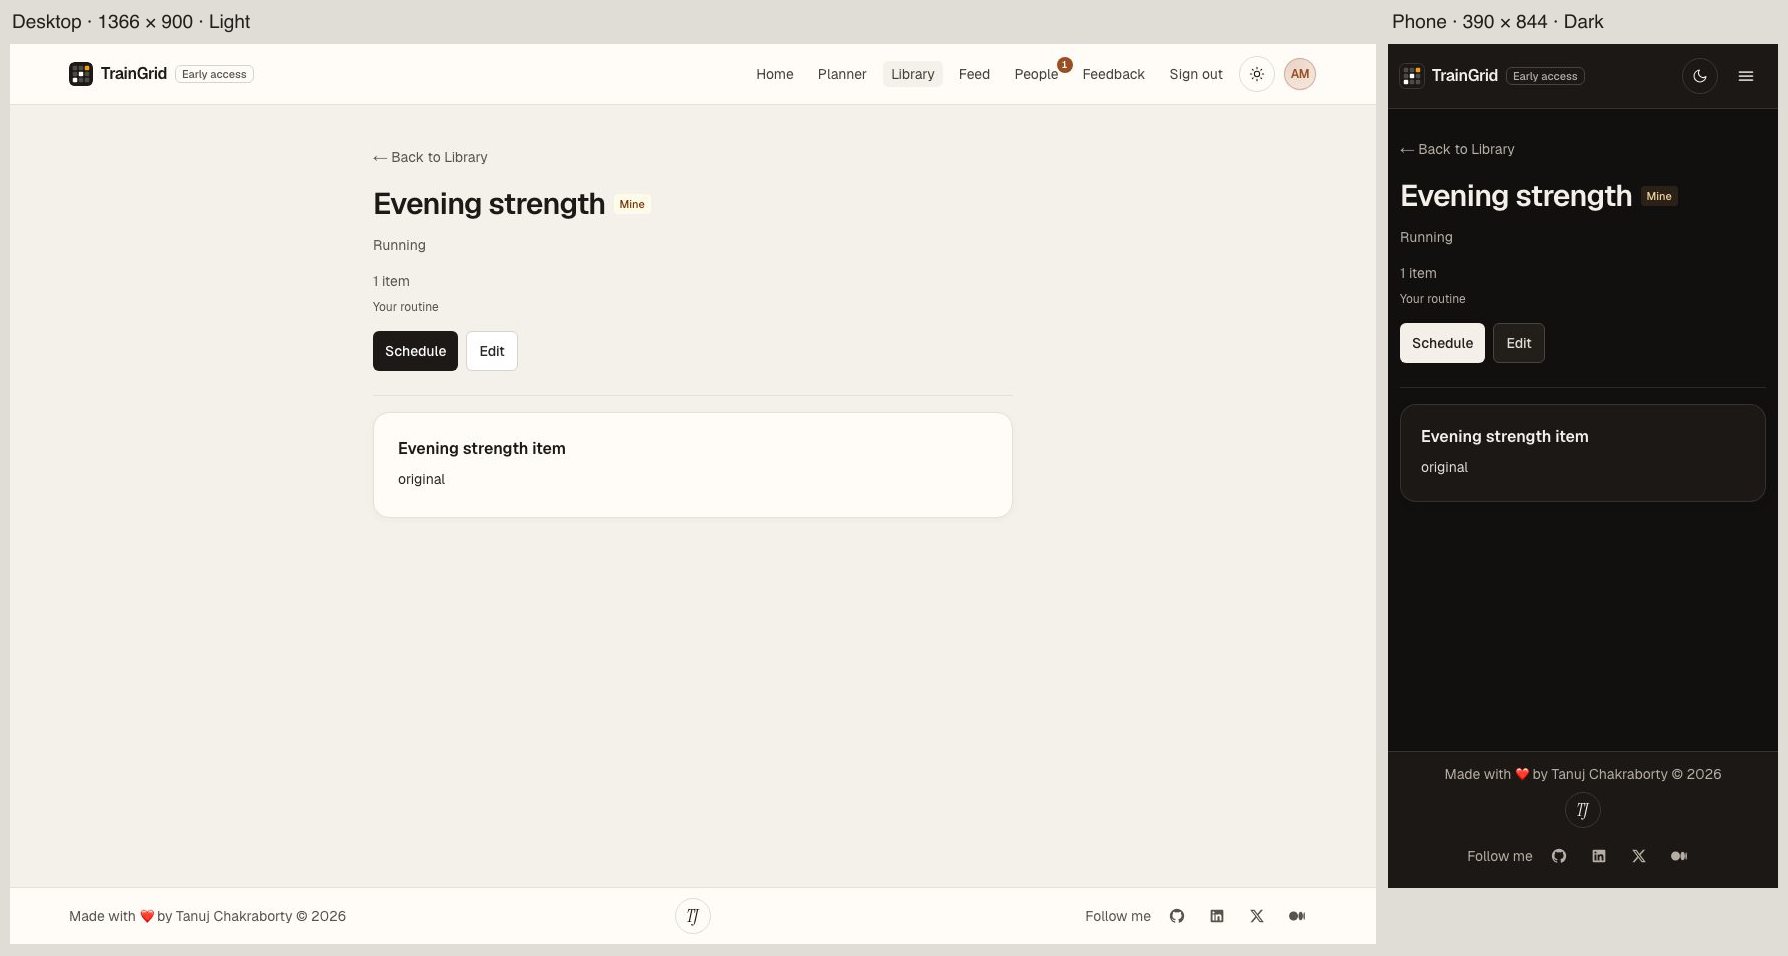 Desktop · 1366 × 900 · Light
TrainGrid Early access
Home Planner Library Feed People 1 Feedback Sign out AM
← Back to Library
Evening strength Mine
Running
1 item
Your routine
Schedule Edit
Evening strength item
original
Made with ❤️ by Tanuj Chakraborty © 2026
TJ
Follow me
Phone · 390 × 844 · Dark
TrainGrid Early access
← Back to Library
Evening strength Mine
Running
1 item
Your routine
Schedule Edit
Evening strength item
original
Made with ❤️ by Tanuj Chakraborty © 2026
TJ
Follow me